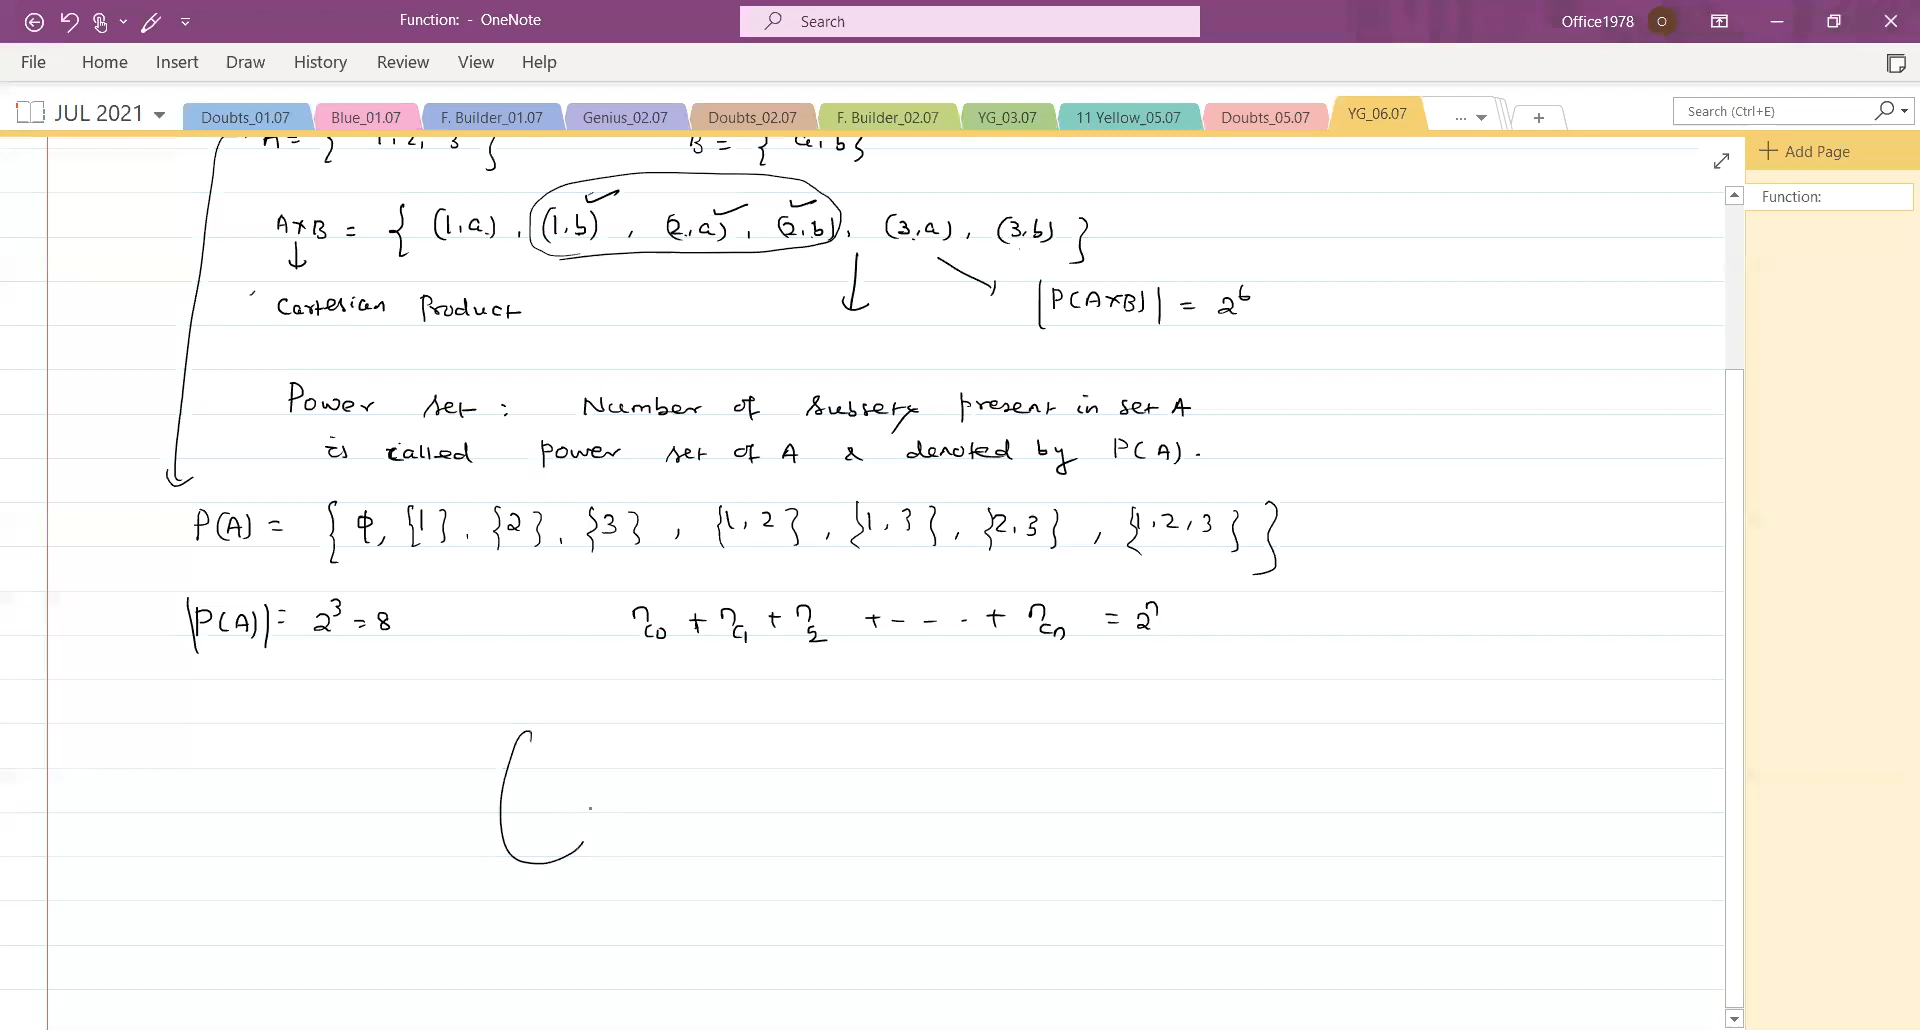 Function: - OneNote
Search
Office1978
O
File Home Insert Draw History Review View Help
JUL 2021
Doubts_01.07 Blue_01.07 F. Builder_01.07 Genius_02.07 Doubts_02.07 F. Builder_02.07 YG_03.07 11 Yellow_05.07 Doubts_05.07 YG_06.07 ... +
Search (Ctrl+E)
Add Page
Function:
A = { 1, 2, 3 } B = { a, b }
A×B = { (1,a), (1,b), (2,a), (2,b), (3,a), (3,b) }
Cartesian Product
|P(A×B)| = 2⁶
Power set : Number of subsets present in set A
is called power set of A & denoted by P(A).
P(A) = { φ, {1}, {2}, {3}, {1,2}, {1,3}, {2,3}, {1,2,3} }
|P(A)| = 2³ = 8
ⁿC₀ + ⁿC₁ + ⁿC₂ + - - - + ⁿCₙ = 2ⁿ